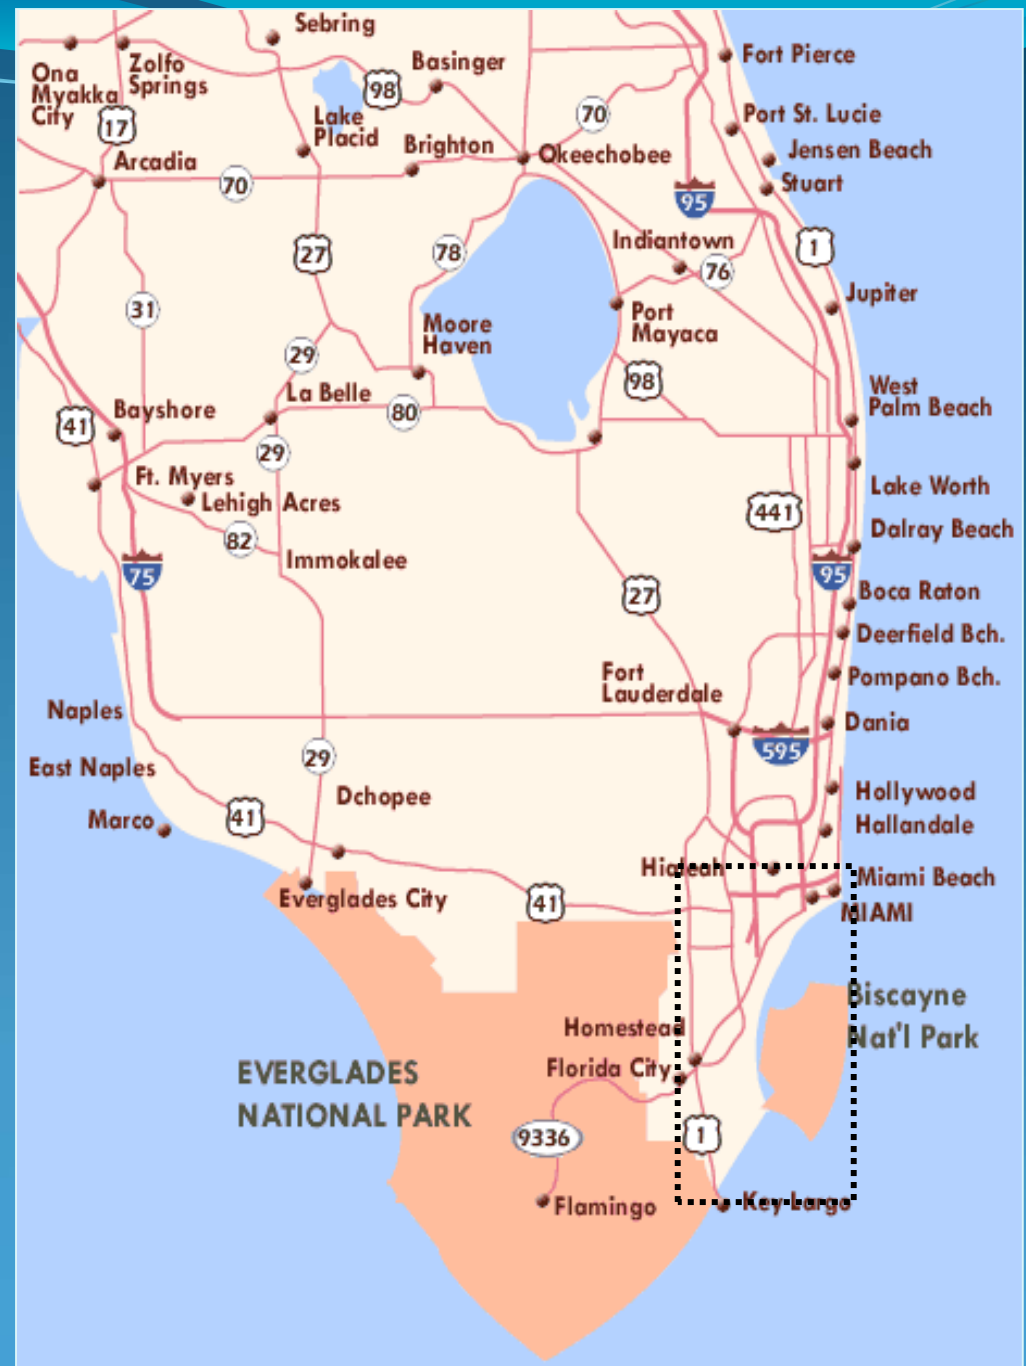 Sebring
Fort Pierce
Basinger
Ona
Myakka
City
Zolfo
Springs
98
70
Port St. Lucie
17
Lake
Placid
Brighton
Okeechobee
Jensen Beach
Arcadia
70
Stuart
95
27
78
Indiantown
76
1
31
Jupiter
Moore
Haven
Port
Mayaca
29
98
La Belle
West
Palm Beach
Bayshore
41
80
29
Ft. Myers
Lehigh Acres
Lake Worth
441
82
Dalray Beach
Immokalee
75
95
27
Boca Raton
Deerfield Bch.
Fort
Lauderdale
Pompano Bch.
Naples
Dania
29
595
East Naples
Dchopee
Hollywood
Marco
41
Hallandale
Hialeah
Miami Beach
Everglades City
41
MIAMI
Biscayne
Nat'l Park
Homestead
Florida City
EVERGLADES
NATIONAL PARK
9336
1
Flamingo
Key Largo